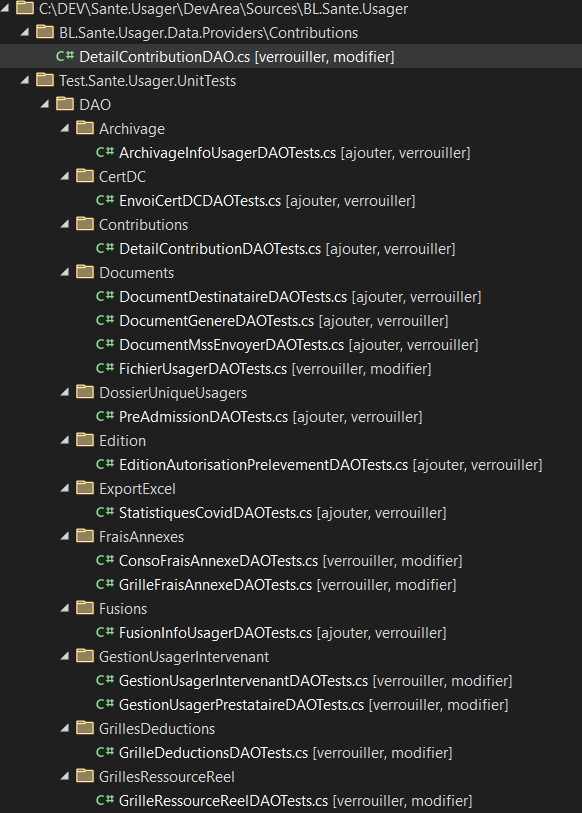 C:\DEV\Sante.Usager\DevArea\Sources\BL.Sante.Usager
BL.Sante.Usager.Data.Providers\Contributions
C# DetailContributionDAO.cs [verrouiller, modifier]
Test.Sante.Usager.UnitTests
DAO
Archivage
C# ArchivageInfoUsagerDAOTests.cs [ajouter, verrouiller]
CertDC
C# EnvoiCertDCDAOTests.cs [ajouter, verrouiller]
Contributions
C# DetailContributionDAOTests.cs [ajouter, verrouiller]
Documents
C# DocumentDestinataireDAOTests.cs [ajouter, verrouiller]
C# DocumentGenereDAOTests.cs [ajouter, verrouiller]
C# DocumentMssEnvoyerDAOTests.cs [ajouter, verrouiller]
C# FichierUsagerDAOTests.cs [verrouiller, modifier]
DossierUniqueUsagers
C# PreAdmissionDAOTests.cs [ajouter, verrouiller]
Edition
C# EditionAutorisationPrelevementDAOTests.cs [ajouter, verrouiller]
ExportExcel
C# StatistiquesCovidDAOTests.cs [ajouter, verrouiller]
FraisAnnexes
C# ConsoFraisAnnexeDAOTests.cs [verrouiller, modifier]
C# GrilleFraisAnnexeDAOTests.cs [verrouiller, modifier]
Fusions
C# FusionInfoUsagerDAOTests.cs [ajouter, verrouiller]
GestionUsagerIntervenant
C# GestionUsagerIntervenantDAOTests.cs [verrouiller, modifier]
C# GestionUsagerPrestataireDAOTests.cs [verrouiller, modifier]
GrillesDeductions
C# GrilleDeductionsDAOTests.cs [verrouiller, modifier]
GrillesRessourceReel
C# GrilleRessourceReelDAOTests.cs [verrouiller, modifier]